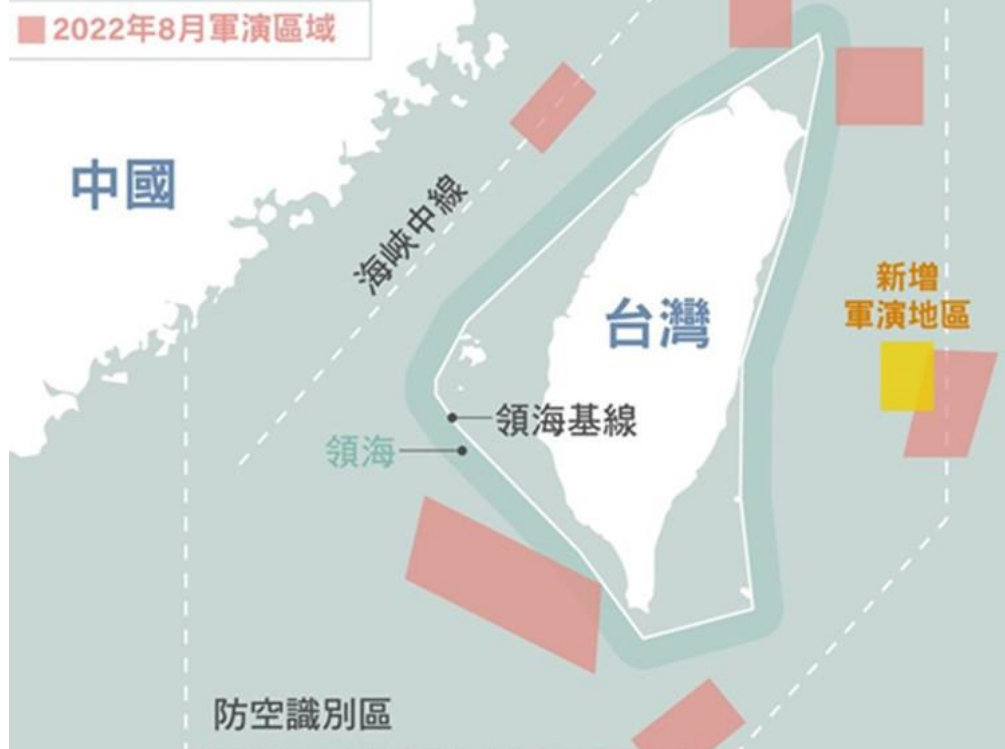 2022年8月軍演區域
中國
海峽中線
新增
軍演地區
台灣
領海基線
領海
防空識別區